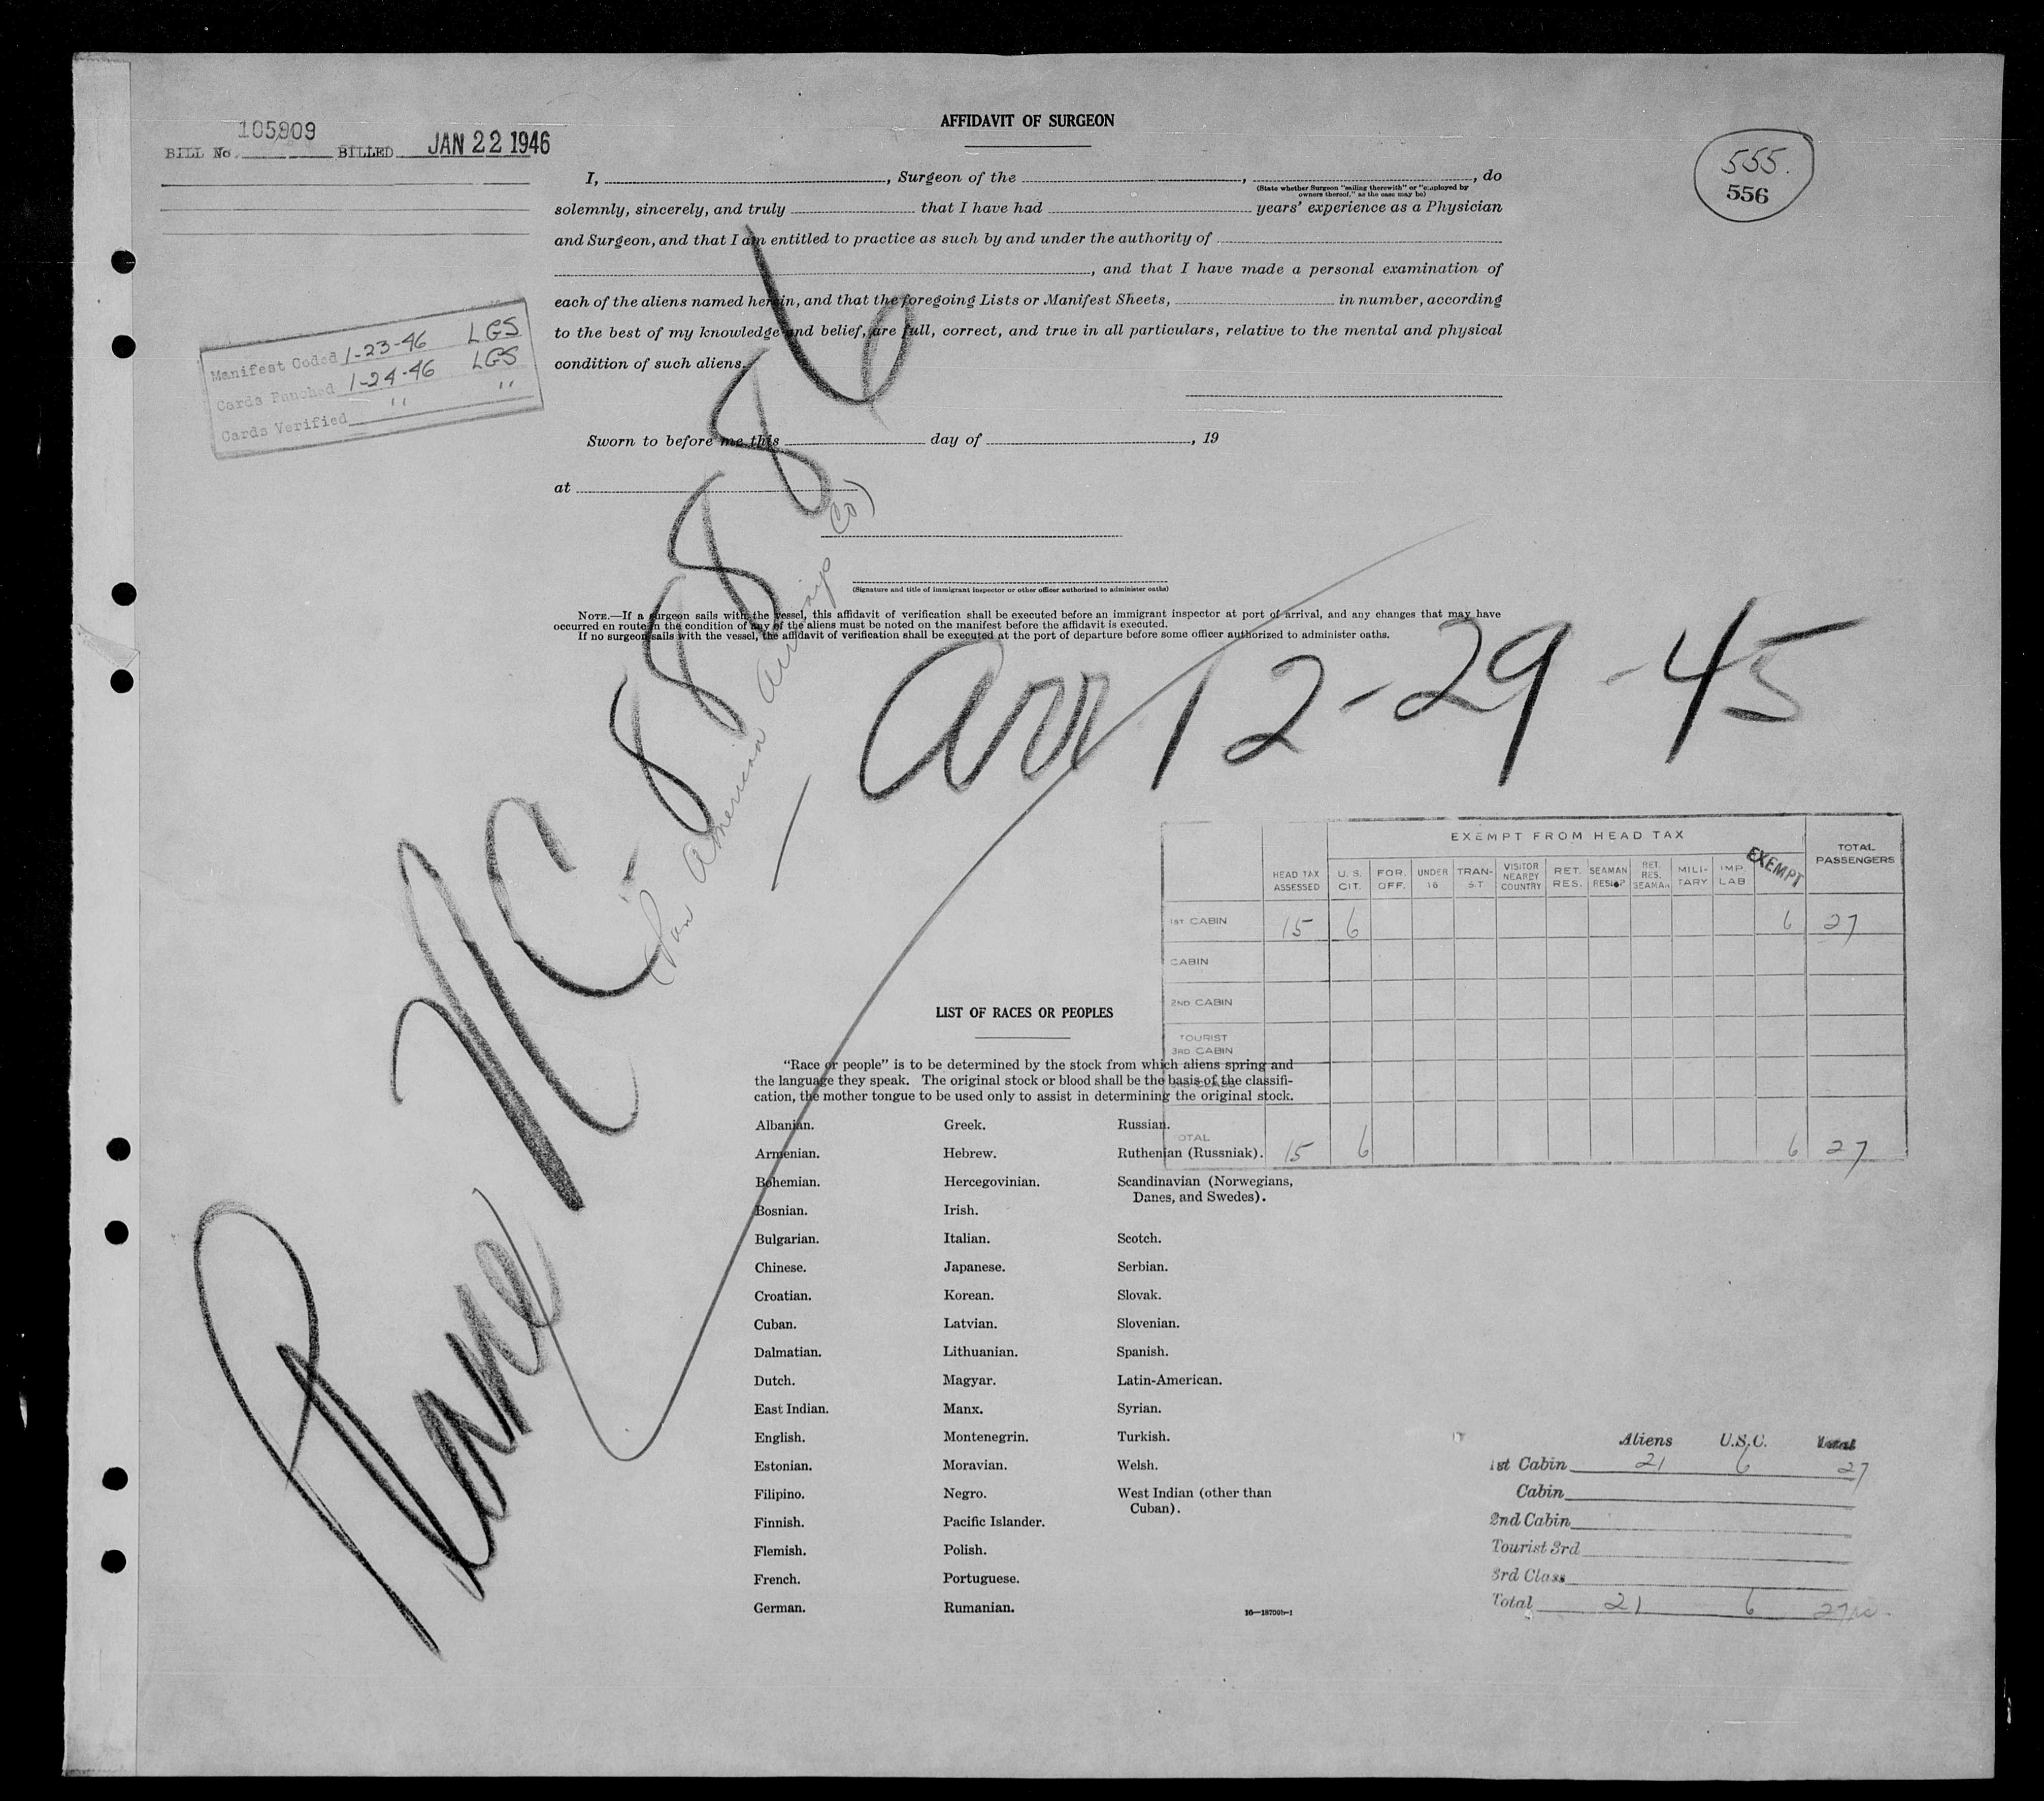 AFFIDAVIT OF SURGEON
BILL No. 105909 BILLED JAN 22 1946
555.
556
I, , Surgeon of the , , do
(State whether Surgeon "sailing therewith" or "employed by
owners thereof," as the case may be)
solemnly, sincerely, and truly that I have had years' experience as a Physician
and Surgeon, and that I am entitled to practice as such by and under the authority of
, and that I have made a personal examination of
each of the aliens named herein, and that the foregoing Lists or Manifest Sheets, in number, according
to the best of my knowledge and belief, are full, correct, and true in all particulars, relative to the mental and physical
condition of such aliens.
Manifest Coded 1-23-46 LGS
Cards Punched 1-24-46 LGS
Cards Verified " "
Sworn to before me this day of , 19
at
(Signature and title of immigrant inspector or other officer authorized to administer oaths)
NOTE.—If a surgeon sails with the vessel, this affidavit of verification shall be executed before an immigrant inspector at port of arrival, and any changes that may have
occurred en route in the condition of any of the aliens must be noted on the manifest before the affidavit is executed.
If no surgeon sails with the vessel, the affidavit of verification shall be executed at the port of departure before some officer authorized to administer oaths.
Plane NC-88886
(Pan American Airways Co)
- arr 12-29-45
EXEMPT FROM HEAD TAX
HEAD TAX ASSESSED U. S. CIT. FOR. OFF. UNDER 16 TRANSIT VISITOR NEARBY COUNTRY RET. RES. SEAMAN RESHIP RET. RES. SEAMAN MILITARY IMP. LAB EXEMPT TOTAL PASSENGERS
1ST CABIN 15 6 6 27
CABIN
2ND CABIN
TOURIST
3RD CABIN
3RD CLASS
TOTAL 15 6 6 27
LIST OF RACES OR PEOPLES
"Race or people" is to be determined by the stock from which aliens spring and
the language they speak. The original stock or blood shall be the basis of the classifi-
cation, the mother tongue to be used only to assist in determining the original stock.
Albanian.
Armenian.
Bohemian.
Bosnian.
Bulgarian.
Chinese.
Croatian.
Cuban.
Dalmatian.
Dutch.
East Indian.
English.
Estonian.
Filipino.
Finnish.
Flemish.
French.
German.
Greek.
Hebrew.
Hercegovinian.
Irish.
Italian.
Japanese.
Korean.
Latvian.
Lithuanian.
Magyar.
Manx.
Montenegrin.
Moravian.
Negro.
Pacific Islander.
Polish.
Portuguese.
Rumanian.
Russian.
Ruthenian (Russniak).
Scandinavian (Norwegians,
Danes, and Swedes).
Scotch.
Serbian.
Slovak.
Slovenian.
Spanish.
Latin-American.
Syrian.
Turkish.
Welsh.
West Indian (other than
Cuban).
16—18709b-1
Aliens U.S.C. Total
1st Cabin 21 6 27
Cabin
2nd Cabin
Tourist 3rd
3rd Class
Total 21 6 27